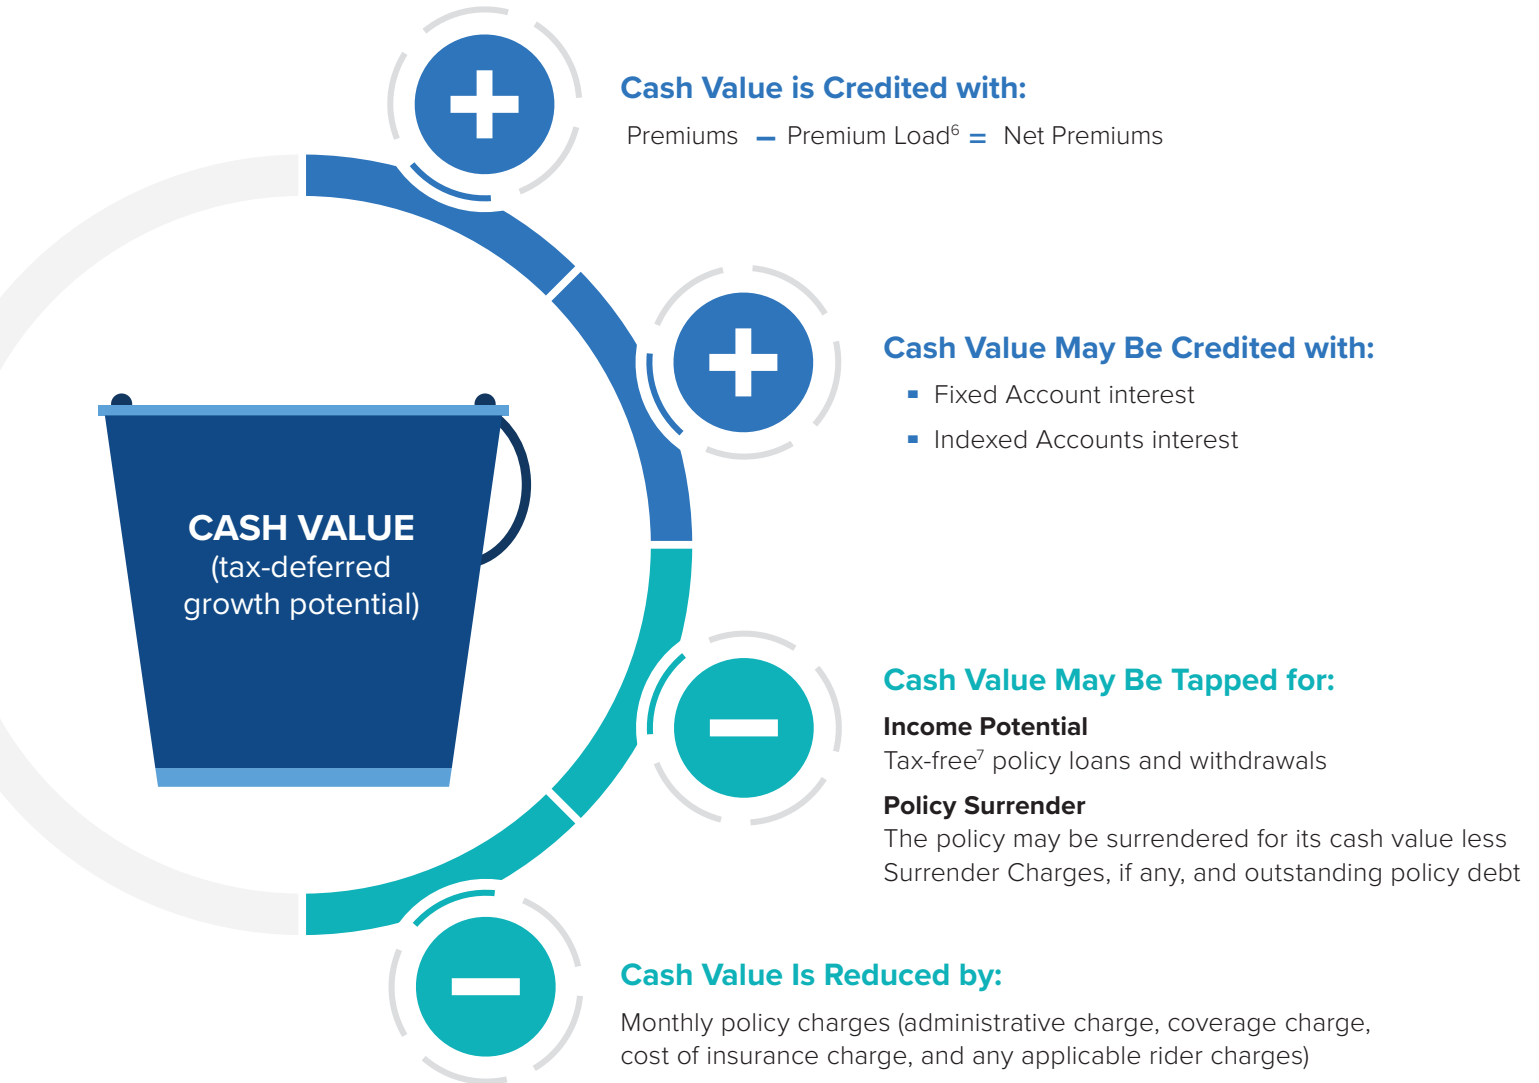 Cash Value is Credited with:
Premiums – Premium Load⁶ = Net Premiums
Cash Value May Be Credited with:
▪ Fixed Account interest
▪ Indexed Accounts interest
CASH VALUE
(tax-deferred
growth potential)
Cash Value May Be Tapped for:
Income Potential
Tax-free⁷ policy loans and withdrawals
Policy Surrender
The policy may be surrendered for its cash value less
Surrender Charges, if any, and outstanding policy debt
Cash Value Is Reduced by:
Monthly policy charges (administrative charge, coverage charge,
cost of insurance charge, and any applicable rider charges)